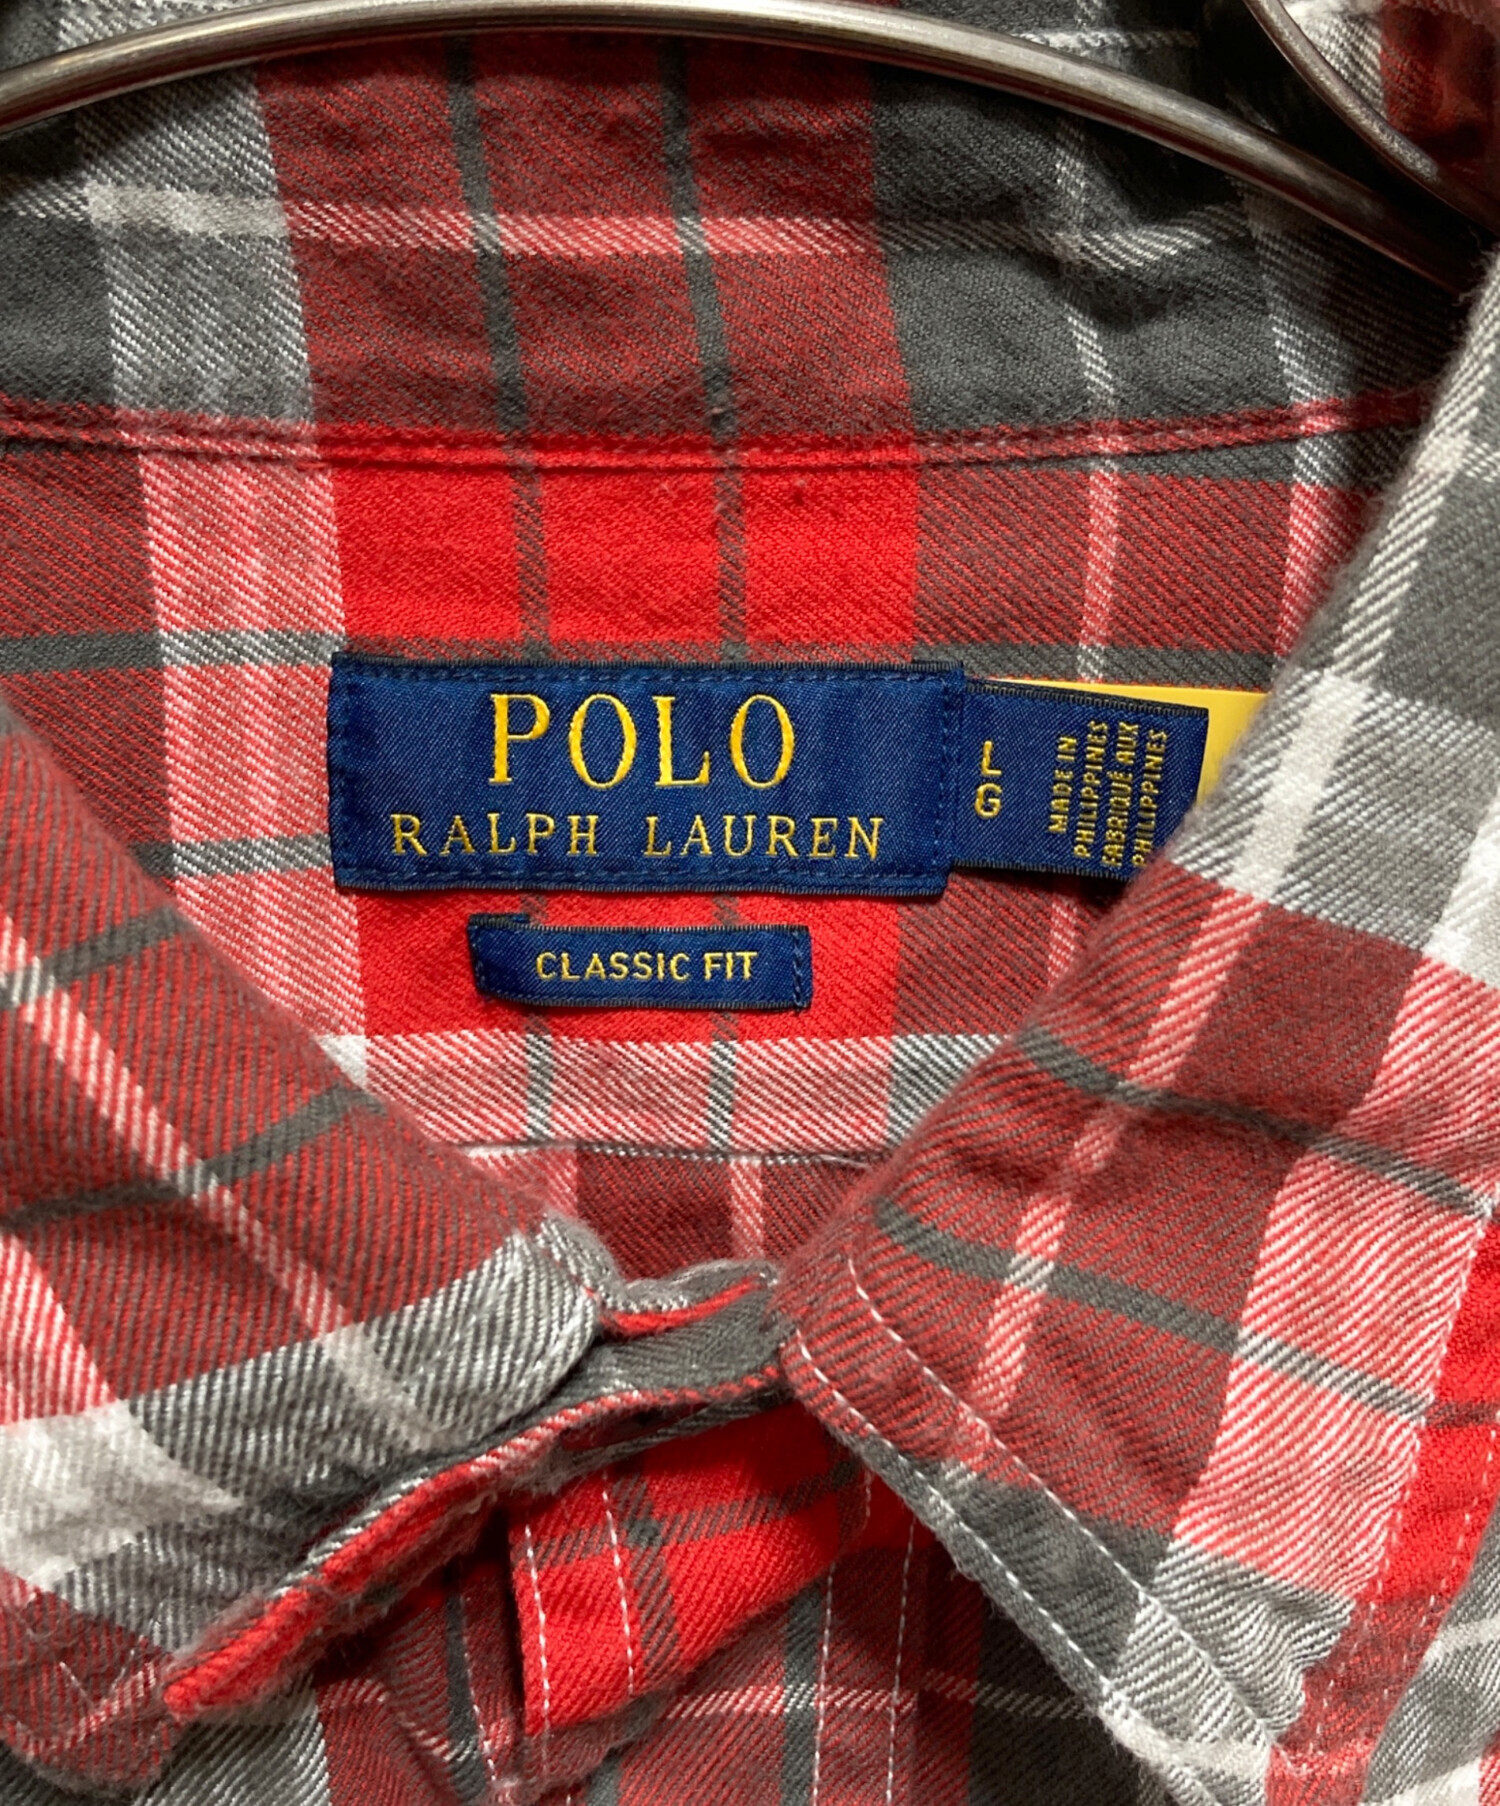 POLO
RALPH LAUREN
L
G
MADE IN
PHILIPPINES
FABRIQUÉ AUX
PHILIPPINES
CLASSIC FIT